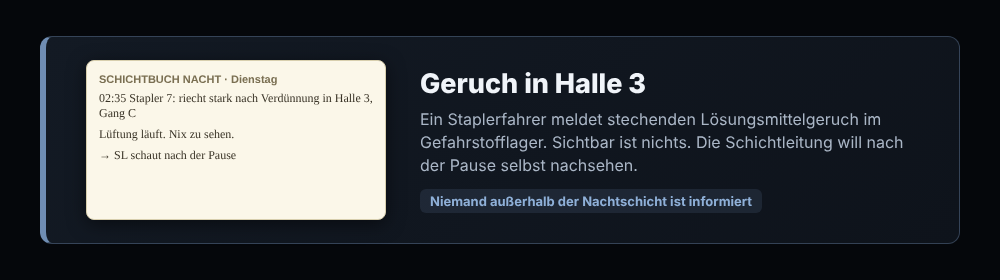 SCHICHTBUCH NACHT · Dienstag
02:35 Stapler 7: riecht stark nach Verdünnung in Halle 3,
Gang C
Lüftung läuft. Nix zu sehen.
→ SL schaut nach der Pause
Geruch in Halle 3
Ein Staplerfahrer meldet stechenden Lösungsmittelgeruch im
Gefahrstofflager. Sichtbar ist nichts. Die Schichtleitung will nach
der Pause selbst nachsehen.
Niemand außerhalb der Nachtschicht ist informiert